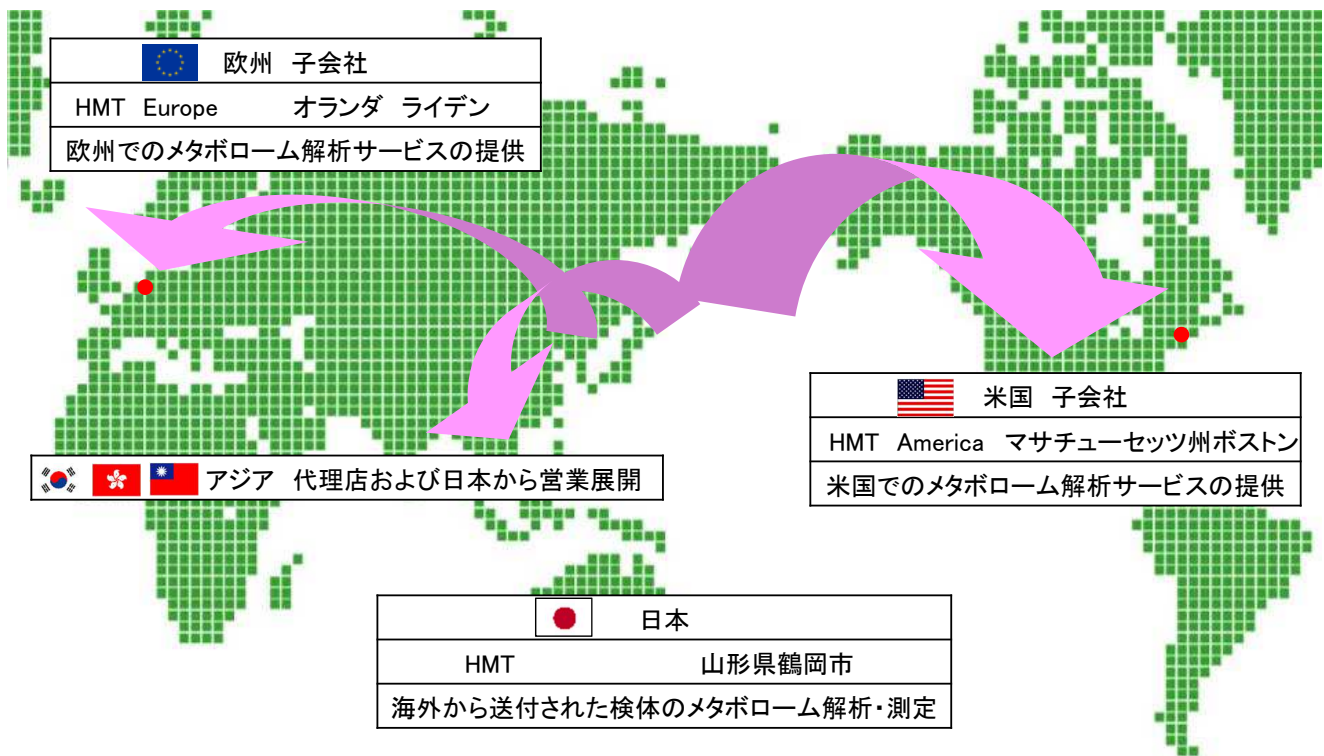 欧州 子会社
HMT Europe オランダ ライデン
欧州でのメタボローム解析サービスの提供
米国 子会社
HMT America マサチューセッツ州ボストン
米国でのメタボローム解析サービスの提供
アジア 代理店および日本から営業展開
日本
HMT 山形県鶴岡市
海外から送付された検体のメタボローム解析・測定